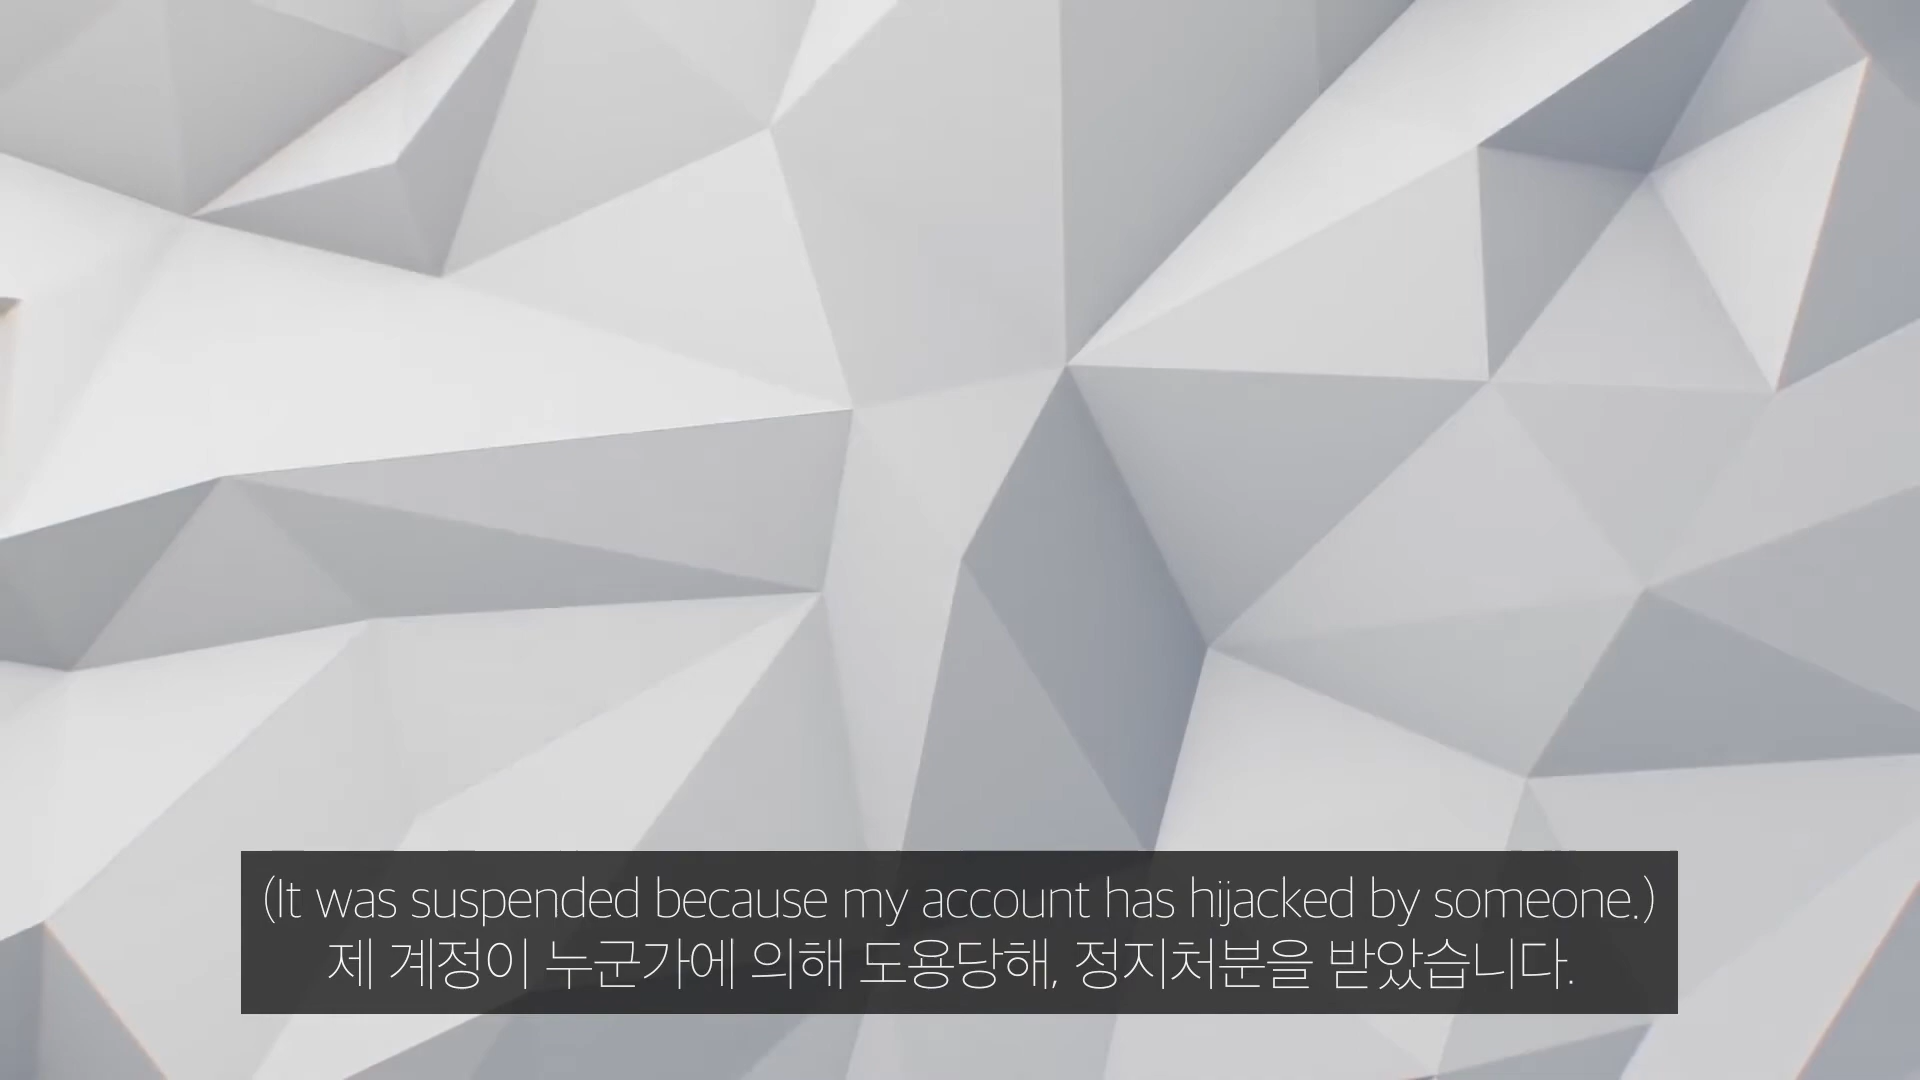 (It was suspended because my account has hijacked by someone.)
제 계정이 누군가에 의해 도용당해, 정지처분을 받았습니다.